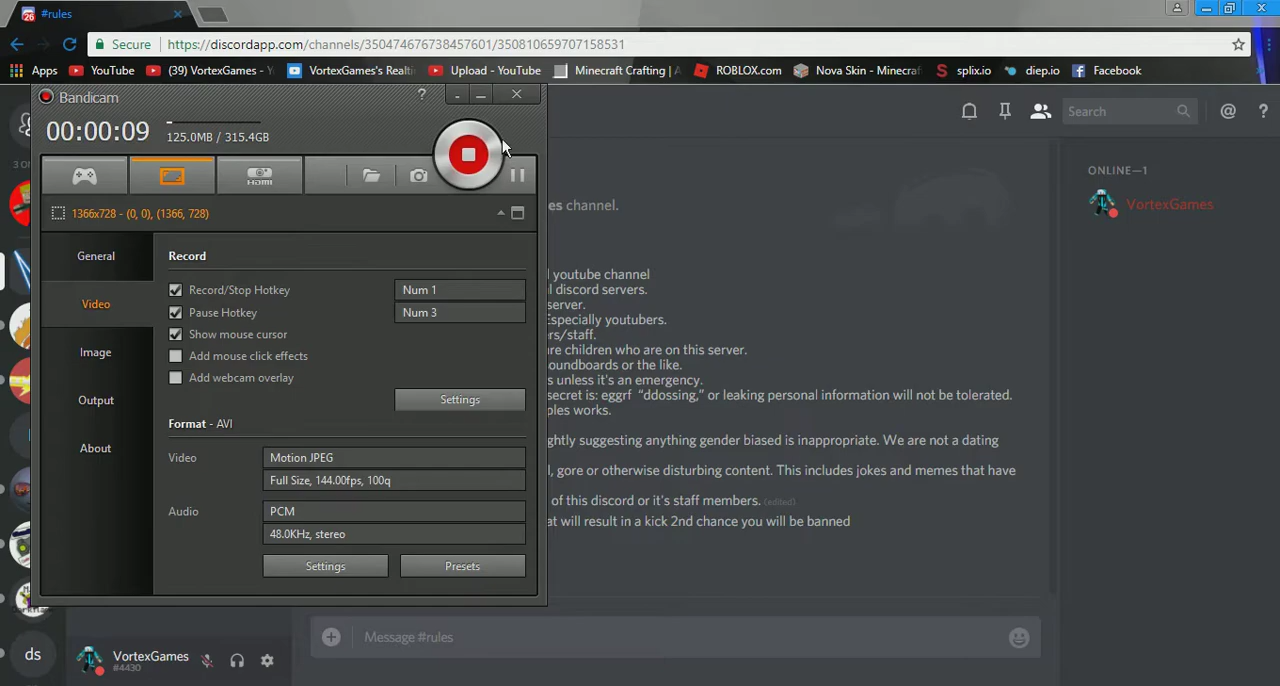 26 #rules
Secure https://discordapp.com/channels/350474676738457601/350810659707158531
Apps YouTube (39) VortexGames - Y VortexGames's Realti Upload - YouTube Minecraft Crafting | A ROBLOX.com Nova Skin - Minecraf splix.io diep.io Facebook
Bandicam ?
00:00:09 125.0MB / 315.4GB
HDMI
1366x728 - (0, 0), (1366, 728)
General
Video
Image
Output
About
Record
Record/Stop Hotkey Num 1
Pause Hotkey Num 3
Show mouse cursor
Add mouse click effects
Add webcam overlay
Settings
Format - AVI
Video Motion JPEG
Full Size, 144.00fps, 100q
Audio PCM
48.0KHz, stereo
Settings Presets
Search @ ?
es channel.
l youtube channel
al discord servers.
server.
Especially youtubers.
ers/staff.
are children who are on this server.
oundboards or the like.
s unless it's an emergency.
secret is: eggrf “ddossing,” or leaking personal information will not be tolerated.
ples works.
ghtly suggesting anything gender biased is inappropriate. We are not a dating
l, gore or otherwise disturbing content. This includes jokes and memes that have
of this discord or it's staff members. (edited)
at will result in a kick 2nd chance you will be banned
ONLINE—1
VortexGames
Message #rules
ds
VortexGames
#4430